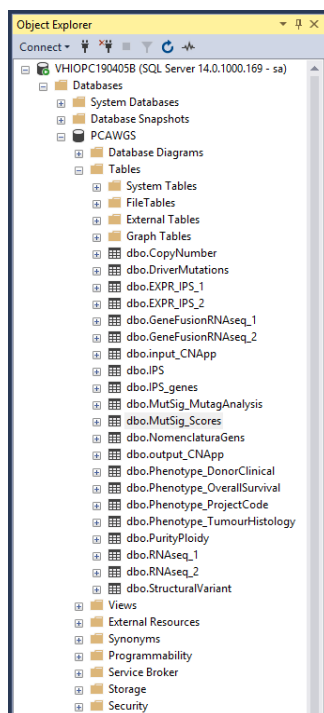 Object Explorer
Connect
VHIOPC190405B (SQL Server 14.0.1000.169 - sa)
Databases
System Databases
Database Snapshots
PCAWGS
Database Diagrams
Tables
System Tables
FileTables
External Tables
Graph Tables
dbo.CopyNumber
dbo.DriverMutations
dbo.EXPR_IPS_1
dbo.EXPR_IPS_2
dbo.GeneFusionRNAseq_1
dbo.GeneFusionRNAseq_2
dbo.input_CNApp
dbo.IPS
dbo.IPS_genes
dbo.MutSig_MutagAnalysis
dbo.MutSig_Scores
dbo.NomenclaturaGens
dbo.output_CNApp
dbo.Phenotype_DonorClinical
dbo.Phenotype_OverallSurvival
dbo.Phenotype_ProjectCode
dbo.Phenotype_TumourHistology
dbo.PurityPloidy
dbo.RNAseq_1
dbo.RNAseq_2
dbo.StructuralVariant
Views
External Resources
Synonyms
Programmability
Service Broker
Storage
Security